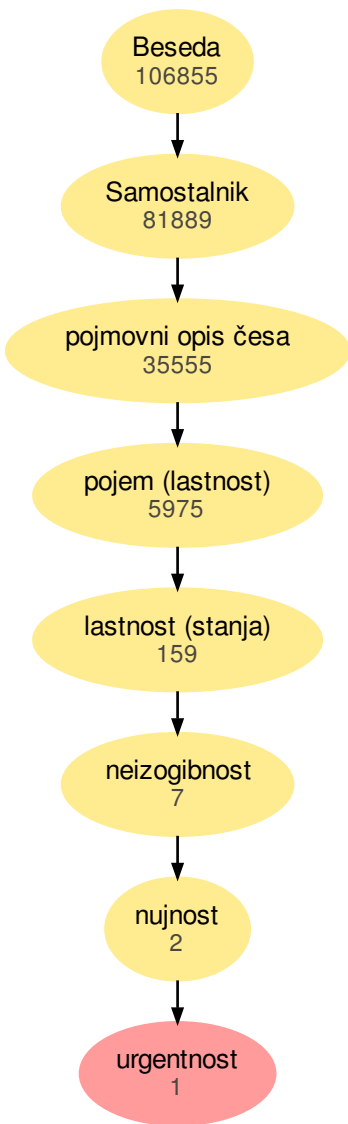 Beseda
106855
Samostalnik
81889
pojmovni opis česa
35555
pojem (lastnost)
5975
lastnost (stanja)
159
neizogibnost
7
nujnost
2
urgentnost
1